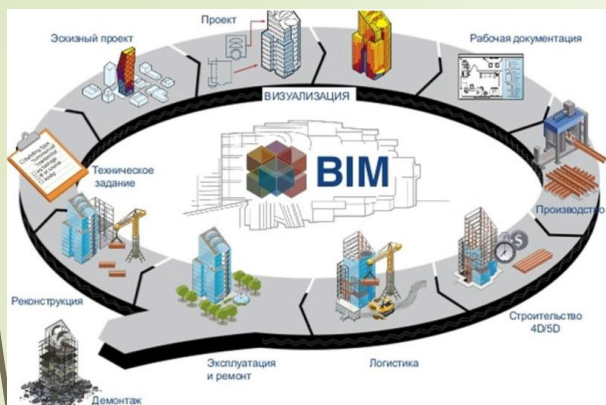 Эскизный проект
Проект
Рабочая документация
ВИЗУАЛИЗАЦИЯ
BIM
Техническое
задание
Производство
Реконструкция
Строительство
4D/5D
Эксплуатация
и ремонт
Логистика
Демонтаж
$